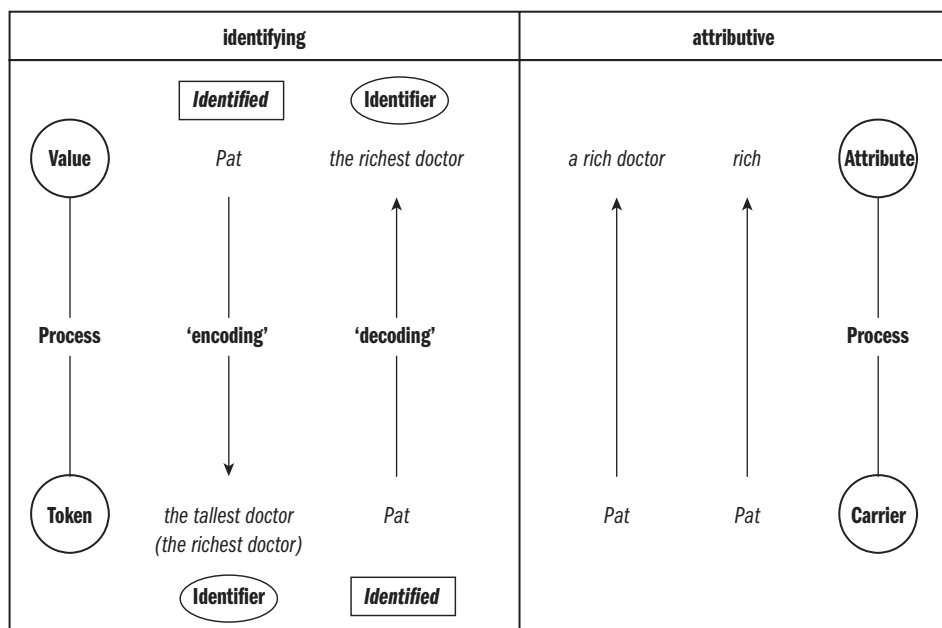 identifying attributive
Identified Identifier
Value Pat the richest doctor a rich doctor rich Attribute
Process ‘encoding’ ‘decoding’ Process
Token the tallest doctor Pat Pat Pat Carrier
(the richest doctor)
Identifier Identified